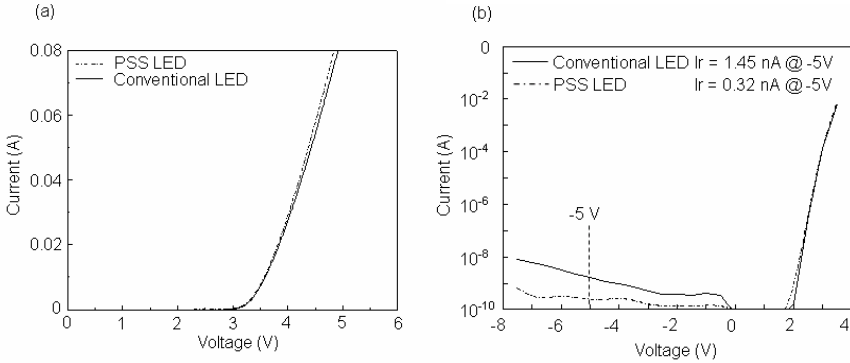 (a)
0.08
0.06
0.04
0.02
0
Current (A)
PSS LED
Conventional LED
0 1 2 3 4 5 6
Voltage (V)
(b)
0
10-2
10-4
10-6
10-8
10-10
Current (A)
Conventional LED Ir = 1.45 nA @ -5V
PSS LED Ir = 0.32 nA @ -5V
-5 V
-8 -6 -4 -2 0 2 4
Voltage (V)